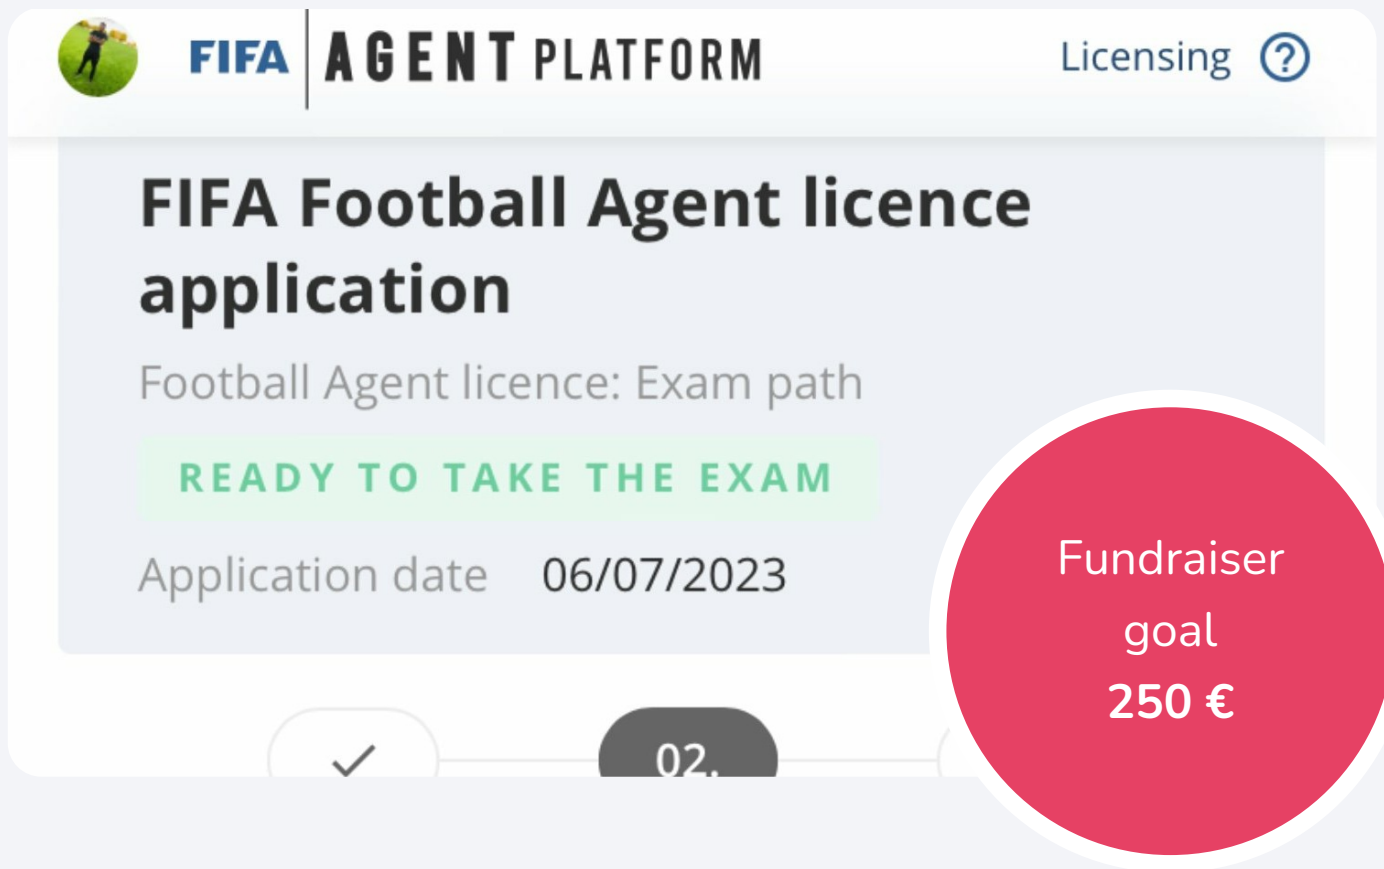 FIFA AGENT PLATFORM Licensing ?
FIFA Football Agent licence
application
Football Agent licence: Exam path
READY TO TAKE THE EXAM
Application date 06/07/2023
02.
Fundraiser
goal
250 €